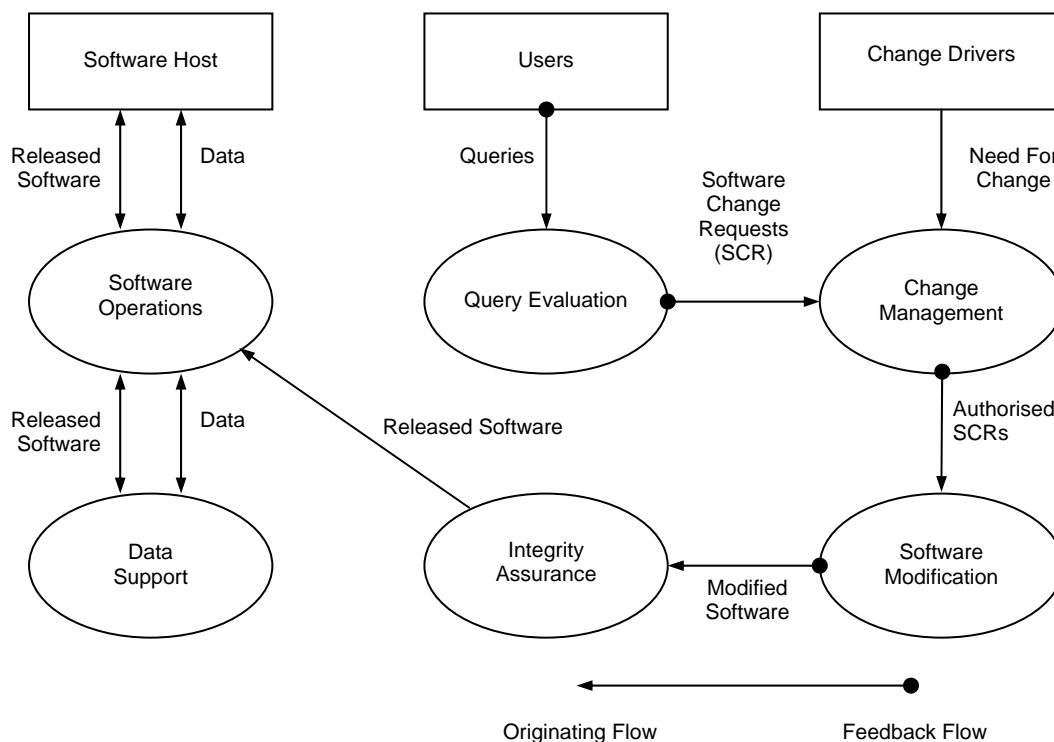 Software Host
Users
Change Drivers
Released
Software
Data
Queries
Software
Change
Requests
(SCR)
Need For
Change
Software
Operations
Query Evaluation
Change
Management
Released
Software
Data
Released Software
Authorised
SCRs
Data
Support
Integrity
Assurance
Modified
Software
Software
Modification
Originating Flow
Feedback Flow